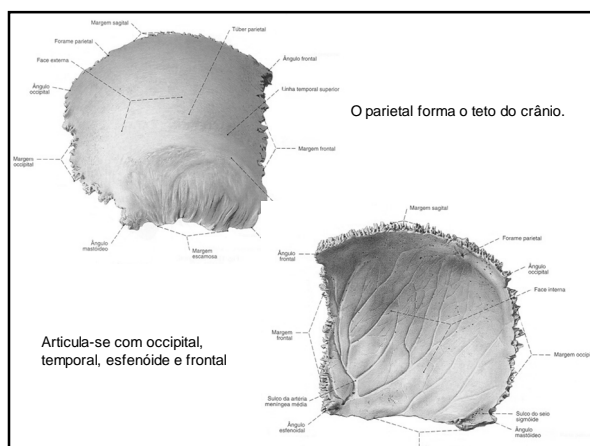 Margem sagital
Forame parietal
Túber parietal
Face externa
Ângulo frontal
Ângulo
occipital
Linha temporal superior
O parietal forma o teto do crânio.
Margem
occipital
Margem frontal
Ângulo
mastóideo
Margem
escamosa
Margem sagital
Forame parietal
Ângulo
frontal
Ângulo
occipital
Face interna
Articula-se com occipital,
temporal, esfenóide e frontal
Margem
frontal
Margem occip
Sulco da artéria
meníngea média
Ângulo
esfenoidal
Sulco do seio
sigmóide
Ângulo
mastóideo